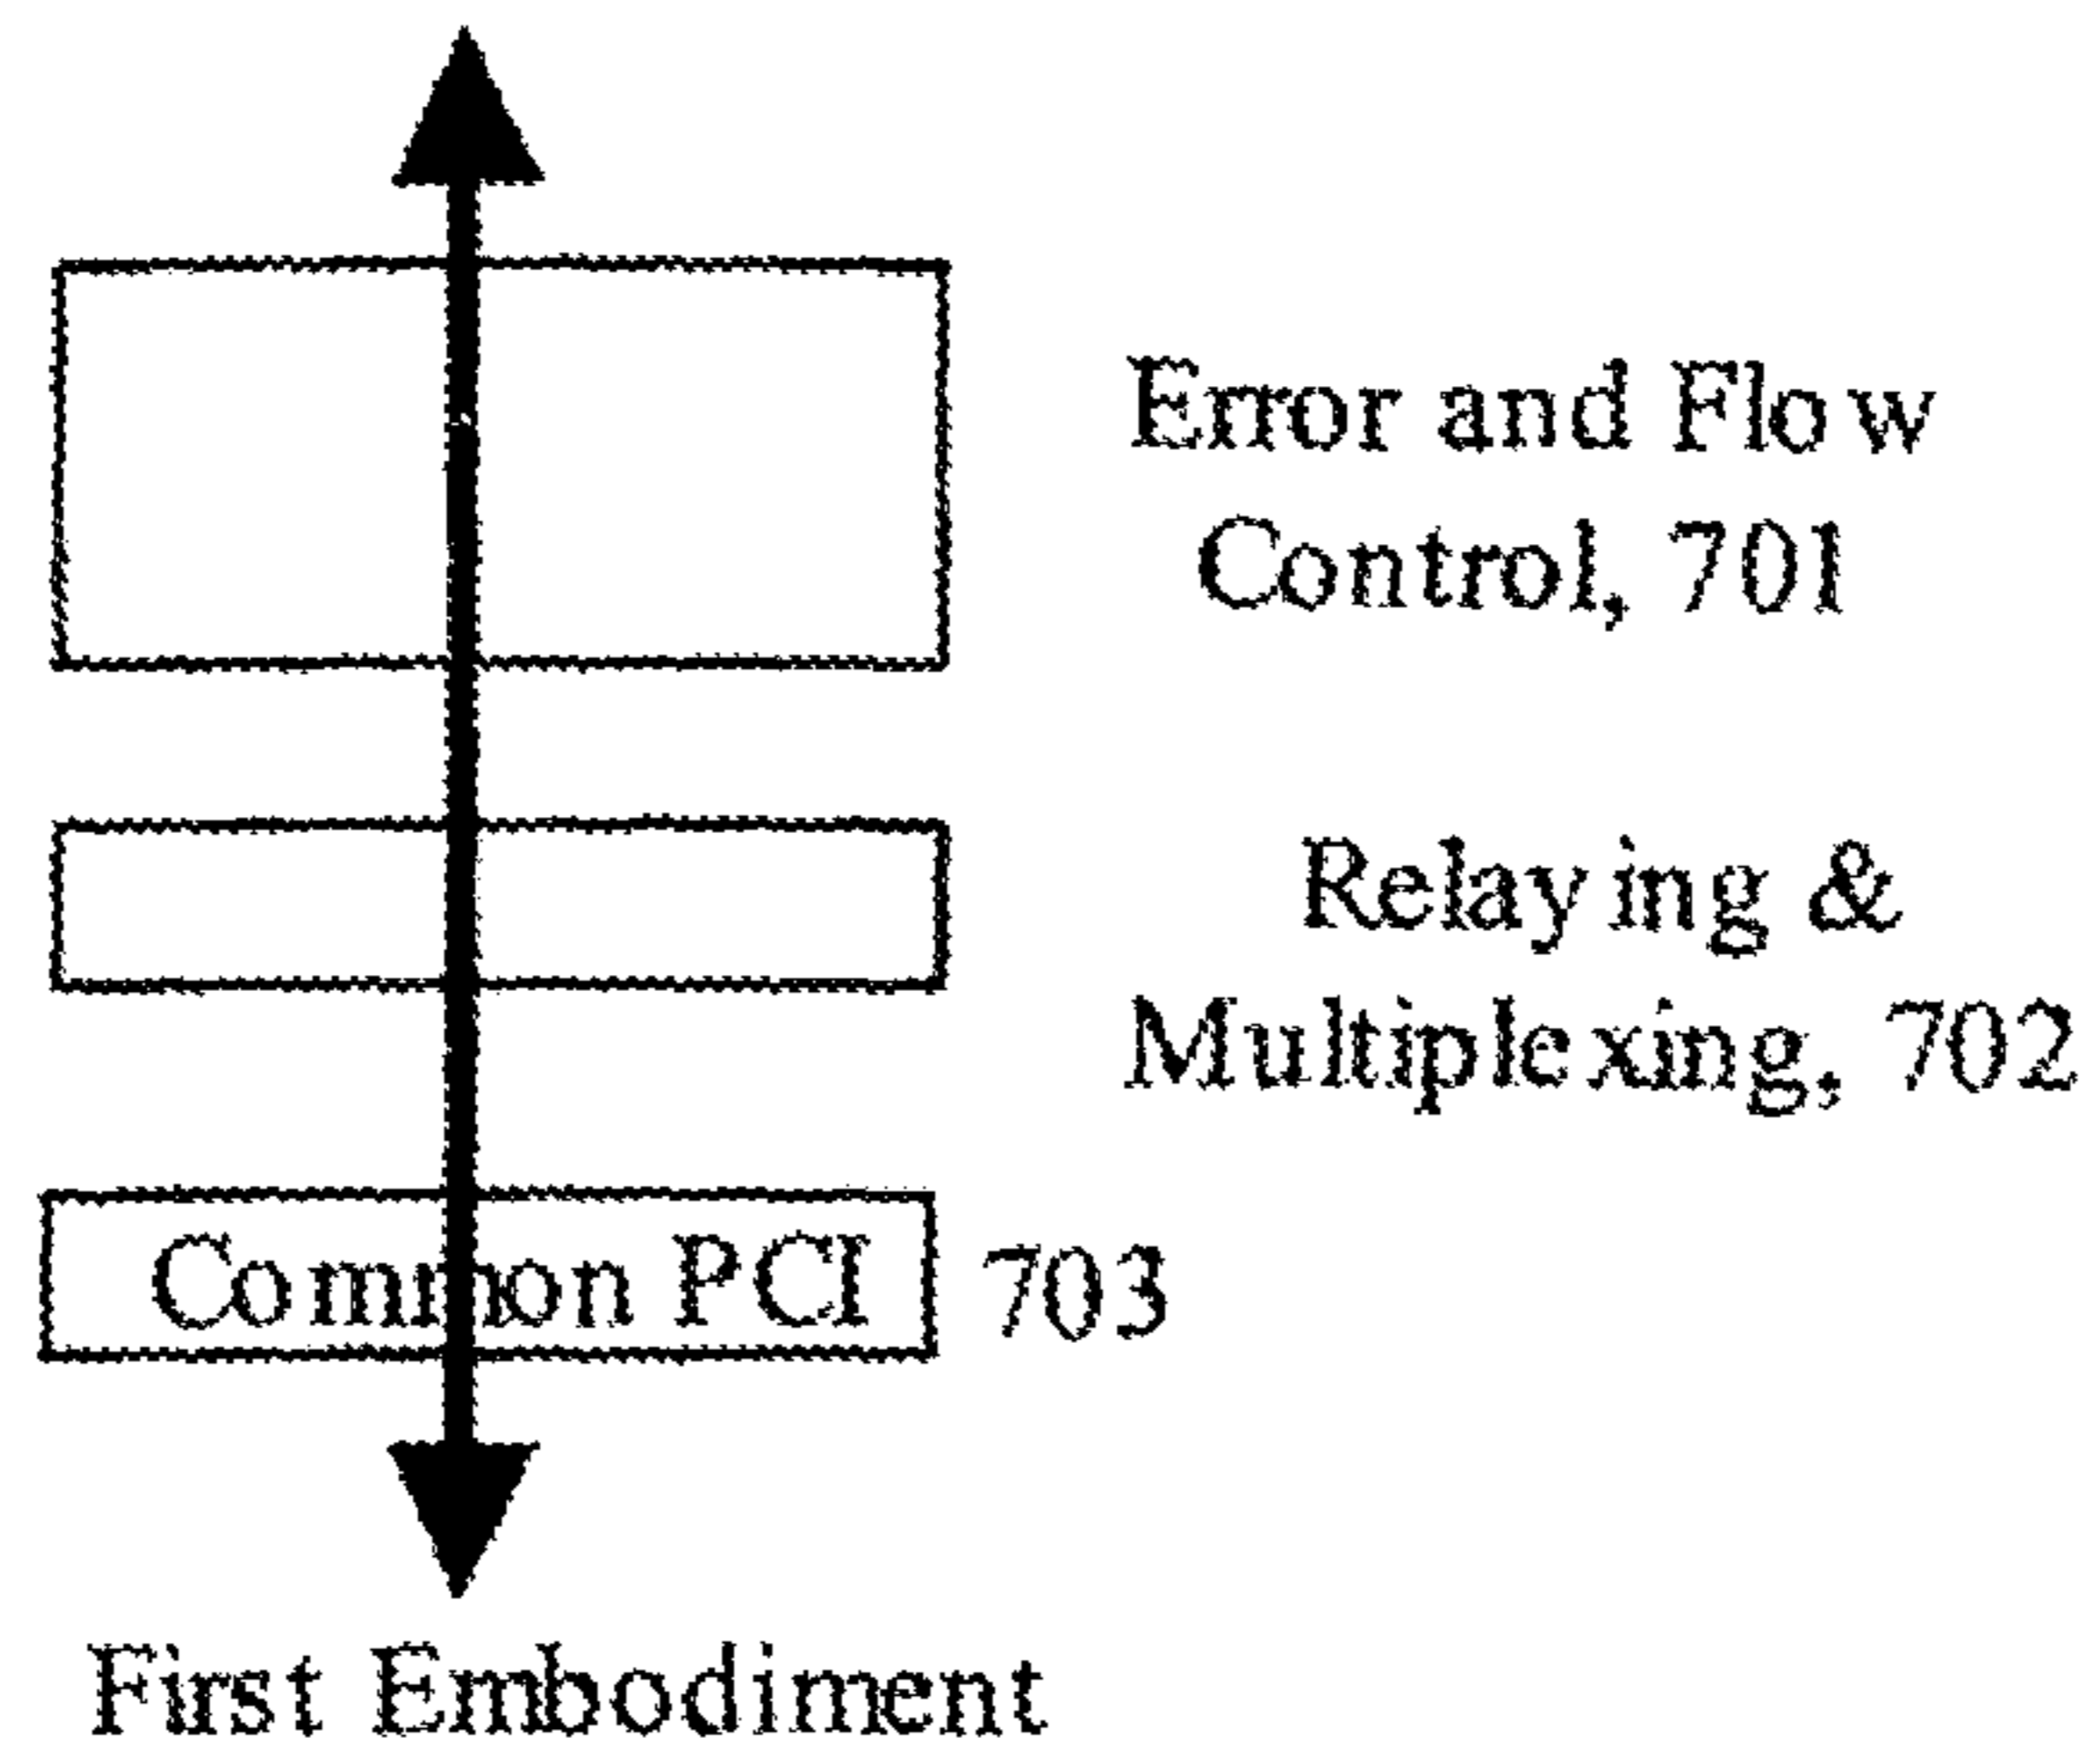 Error and Flow
Control, 701
Relaying &
Multiplexing, 702
Common PCI 703
First Embodiment